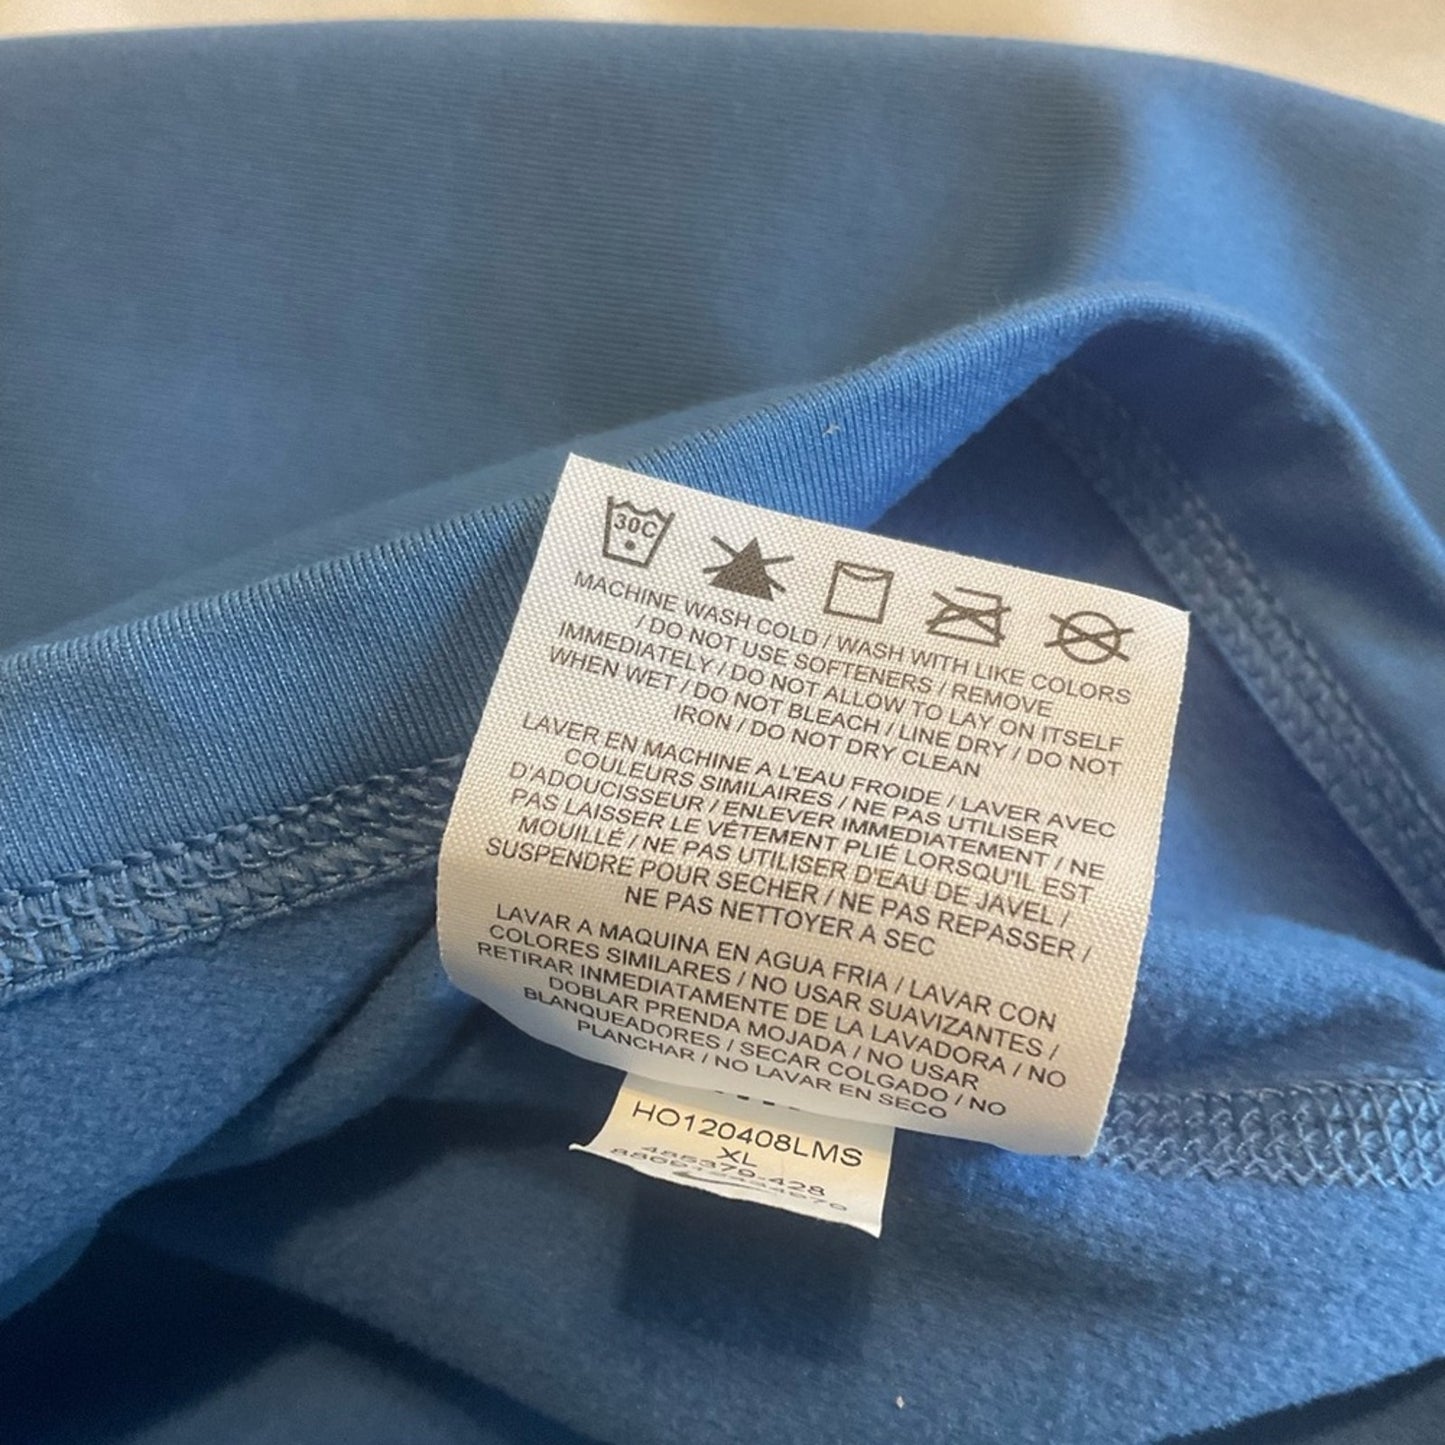 30C
MACHINE WASH COLD / WASH WITH LIKE COLORS
/ DO NOT USE SOFTENERS / REMOVE
IMMEDIATELY / DO NOT ALLOW TO LAY ON ITSELF
WHEN WET / DO NOT BLEACH / LINE DRY / DO NOT
IRON / DO NOT DRY CLEAN
LAVER EN MACHINE A L'EAU FROIDE / LAVER AVEC
COULEURS SIMILAIRES / NE PAS UTILISER
D'ADOUCISSEUR / ENLEVER IMMEDIATEMENT / NE
PAS LAISSER LE VÉTEMENT PLIÉ LORSQU'IL EST
MOUILLÉ / NE PAS UTILISER D'EAU DE JAVEL /
SUSPENDRE POUR SECHER / NE PAS REPASSER /
NE PAS NETTOYER A SEC
LAVAR A MAQUINA EN AGUA FRIA / LAVAR CON
COLORES SIMILARES / NO USAR SUAVIZANTES /
RETIRAR INMEDIATAMENTE DE LA LAVADORA / NO
DOBLAR PRENDA MOJADA / NO USAR
BLANQUEADORES / SECAR COLGADO / NO
PLANCHAR / NO LAVAR EN SECO
HO120408LMS
XL
485379-428